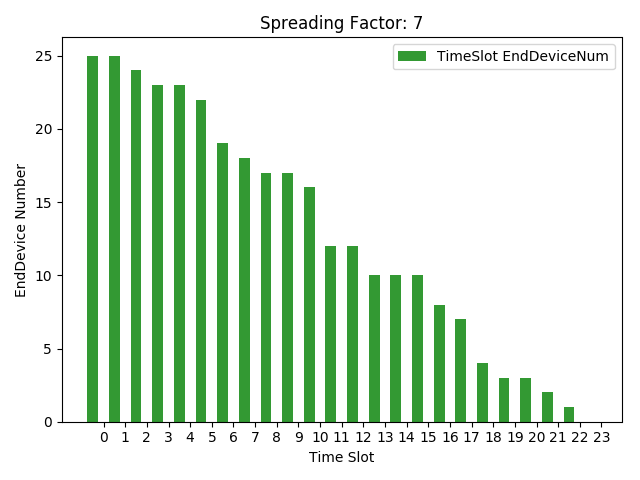 Spreading Factor: 7
TimeSlot EndDeviceNum
25
20
15
10
5
0
EndDevice Number
0 1 2 3 4 5 6 7 8 9 10 11 12 13 14 15 16 17 18 19 20 21 22 23
Time Slot